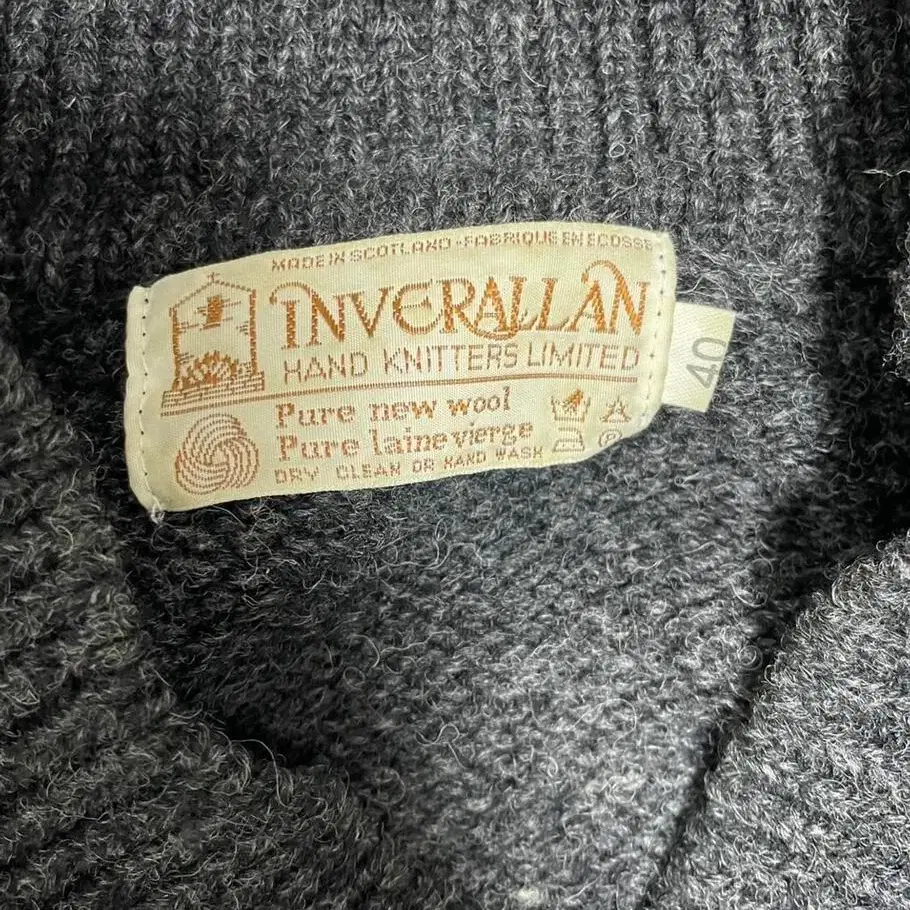 MADE IN SCOTLAND · FABRIQUE EN ECOSSE
INVERALLAN
HAND KNITTERS LIMITED
Pure new wool
Pure laine vierge
DRY CLEAN OR HAND WASH
P
40